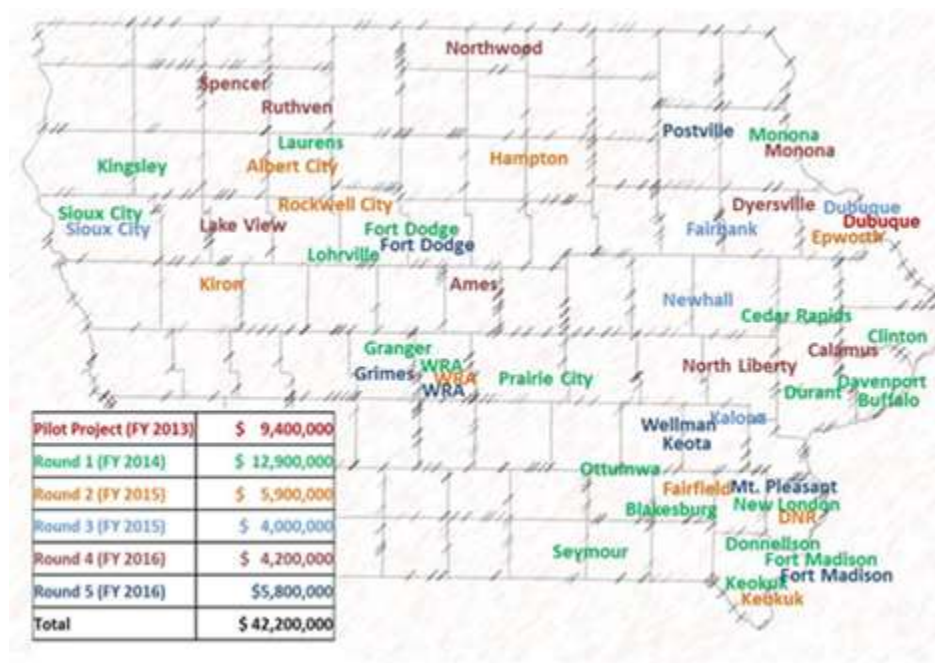 Northwood
Spencer
Ruthven
Postville
Monona
Laurens
Monona
Kingsley
Albert City
Hampton
Rockwell City
Dyersville
Dubuque
Sioux City
Dubuque
Sioux City
Lake View
Fort Dodge
Fairbank
Epworth
Fort Dodge
Lohrville
Kiron
Ames
Newhall
Cedar Rapids
Clinton
Granger
Calamus
WRA
North Liberty
Grimes
WRA
Prairie City
Davenport
WRA
Durant
Buffalo
Kalona
Wellman
Keota
Ottumwa
Fairfield
Mt. Pleasant
Blakesburg
New London
DNR
Donnellson
Seymour
Fort Madison
Keokuk
Fort Madison
Keokuk
Pilot Project (FY 2013) $ 9,400,000
Round 1 (FY 2014) $ 12,900,000
Round 2 (FY 2015) $ 5,900,000
Round 3 (FY 2015) $ 4,000,000
Round 4 (FY 2016) $ 4,200,000
Round 5 (FY 2016) $5,800,000
Total $ 42,200,000